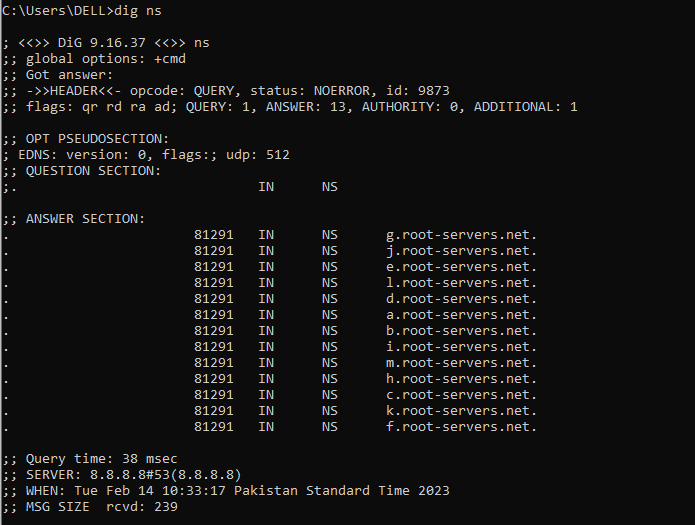 C:\Users\DELL>dig ns
; <<>> DiG 9.16.37 <<>> ns
;; global options: +cmd
;; Got answer:
;; ->>HEADER<<- opcode: QUERY, status: NOERROR, id: 9873
;; flags: qr rd ra ad; QUERY: 1, ANSWER: 13, AUTHORITY: 0, ADDITIONAL: 1
;; OPT PSEUDOSECTION:
; EDNS: version: 0, flags:; udp: 512
;; QUESTION SECTION:
;. IN NS
;; ANSWER SECTION:
. 81291 IN NS g.root-servers.net.
. 81291 IN NS j.root-servers.net.
. 81291 IN NS e.root-servers.net.
. 81291 IN NS l.root-servers.net.
. 81291 IN NS d.root-servers.net.
. 81291 IN NS a.root-servers.net.
. 81291 IN NS b.root-servers.net.
. 81291 IN NS i.root-servers.net.
. 81291 IN NS m.root-servers.net.
. 81291 IN NS h.root-servers.net.
. 81291 IN NS c.root-servers.net.
. 81291 IN NS k.root-servers.net.
. 81291 IN NS f.root-servers.net.
;; Query time: 38 msec
;; SERVER: 8.8.8.8#53(8.8.8.8)
;; WHEN: Tue Feb 14 10:33:17 Pakistan Standard Time 2023
;; MSG SIZE rcvd: 239